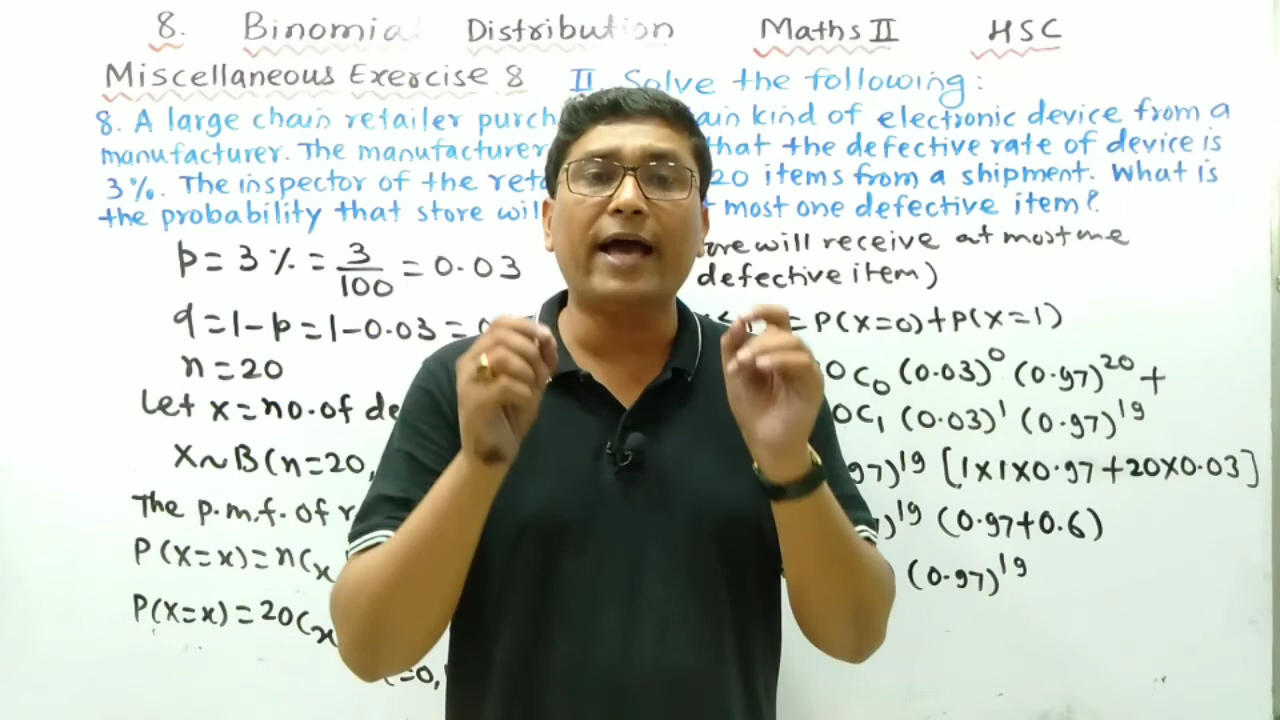 8. Binomial Distribution Maths II HSC
Miscellaneous Exercise 8 II. Solve the following:
8. A large chain retailer purch ain kind of electronic device from a
manufacturer. The manufacturer that the defective rate of device is
3%. The inspector of the reta 20 items from a shipment. What is
the probability that store wil t most one defective item?
p = 3% = 3/100 = 0.03
q = 1 - p = 1 - 0.03 = 0
n = 20
Let x = no. of de
X ~ B(n=20,
The p.m.f. of
P(X=x) = nCx
P(X=x) = 20Cx
=0,
ore will receive at most one
defective item)
= P(X=0) + P(X=1)
0C0 (0.03)^0 (0.97)^20 +
0C1 (0.03)^1 (0.97)^19
97)^19 [1×1×0.97+20×0.03]
)^19 (0.97+0.6)
(0.97)^19